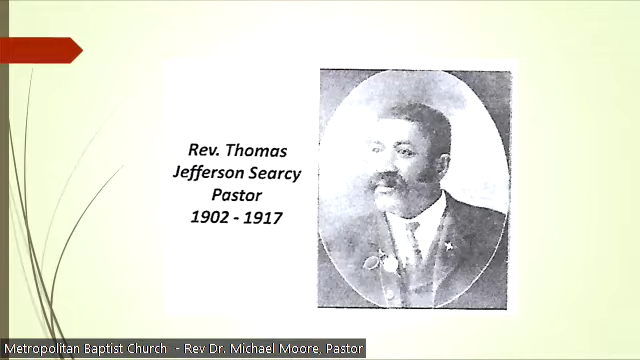 Rev. Thomas
Jefferson Searcy
Pastor
1902 - 1917
Metropolitan Baptist Church - Rev Dr. Michael Moore, Pastor